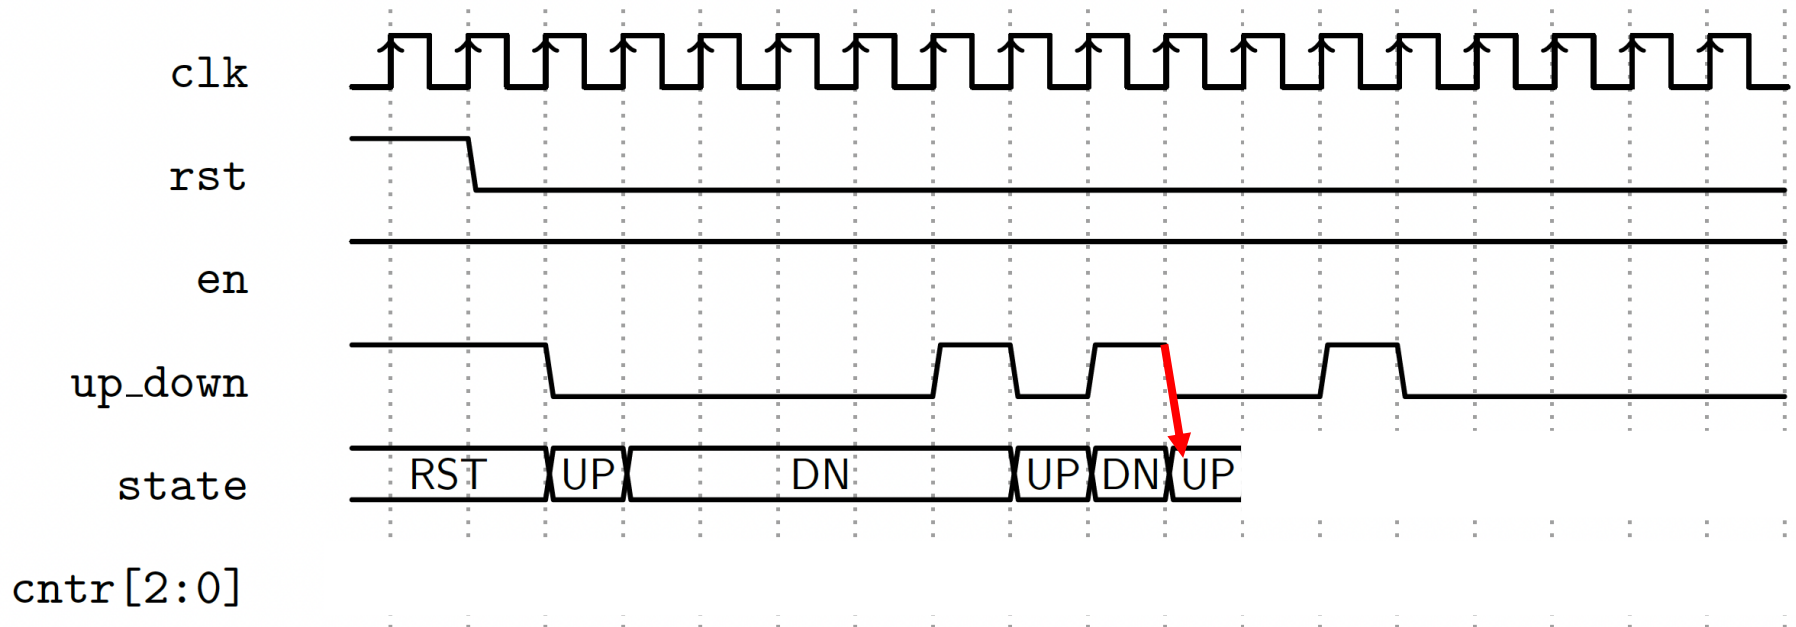 clk
rst
en
up_down
state RST UP DN UP DN UP
cntr[2:0]